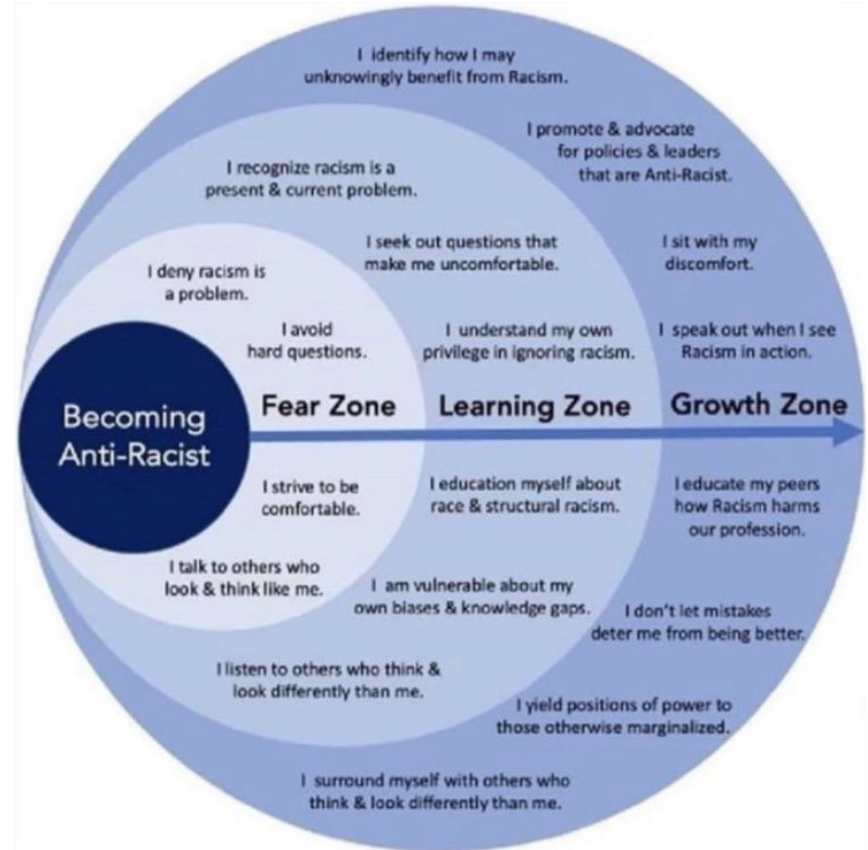 I identify how I may
unknowingly benefit from Racism.
I promote & advocate
for policies & leaders
that are Anti-Racist.
I recognize racism is a
present & current problem.
I seek out questions that
make me uncomfortable.
I sit with my
discomfort.
I deny racism is
a problem.
I avoid
hard questions.
I understand my own
privilege in ignoring racism.
I speak out when I see
Racism in action.
Becoming
Anti-Racist
Fear Zone
Learning Zone
Growth Zone
I strive to be
comfortable.
I education myself about
race & structural racism.
I educate my peers
how Racism harms
our profession.
I talk to others who
look & think like me.
I am vulnerable about my
own biases & knowledge gaps.
I don't let mistakes
deter me from being better.
I listen to others who think &
look differently than me.
I yield positions of power to
those otherwise marginalized.
I surround myself with others who
think & look differently than me.